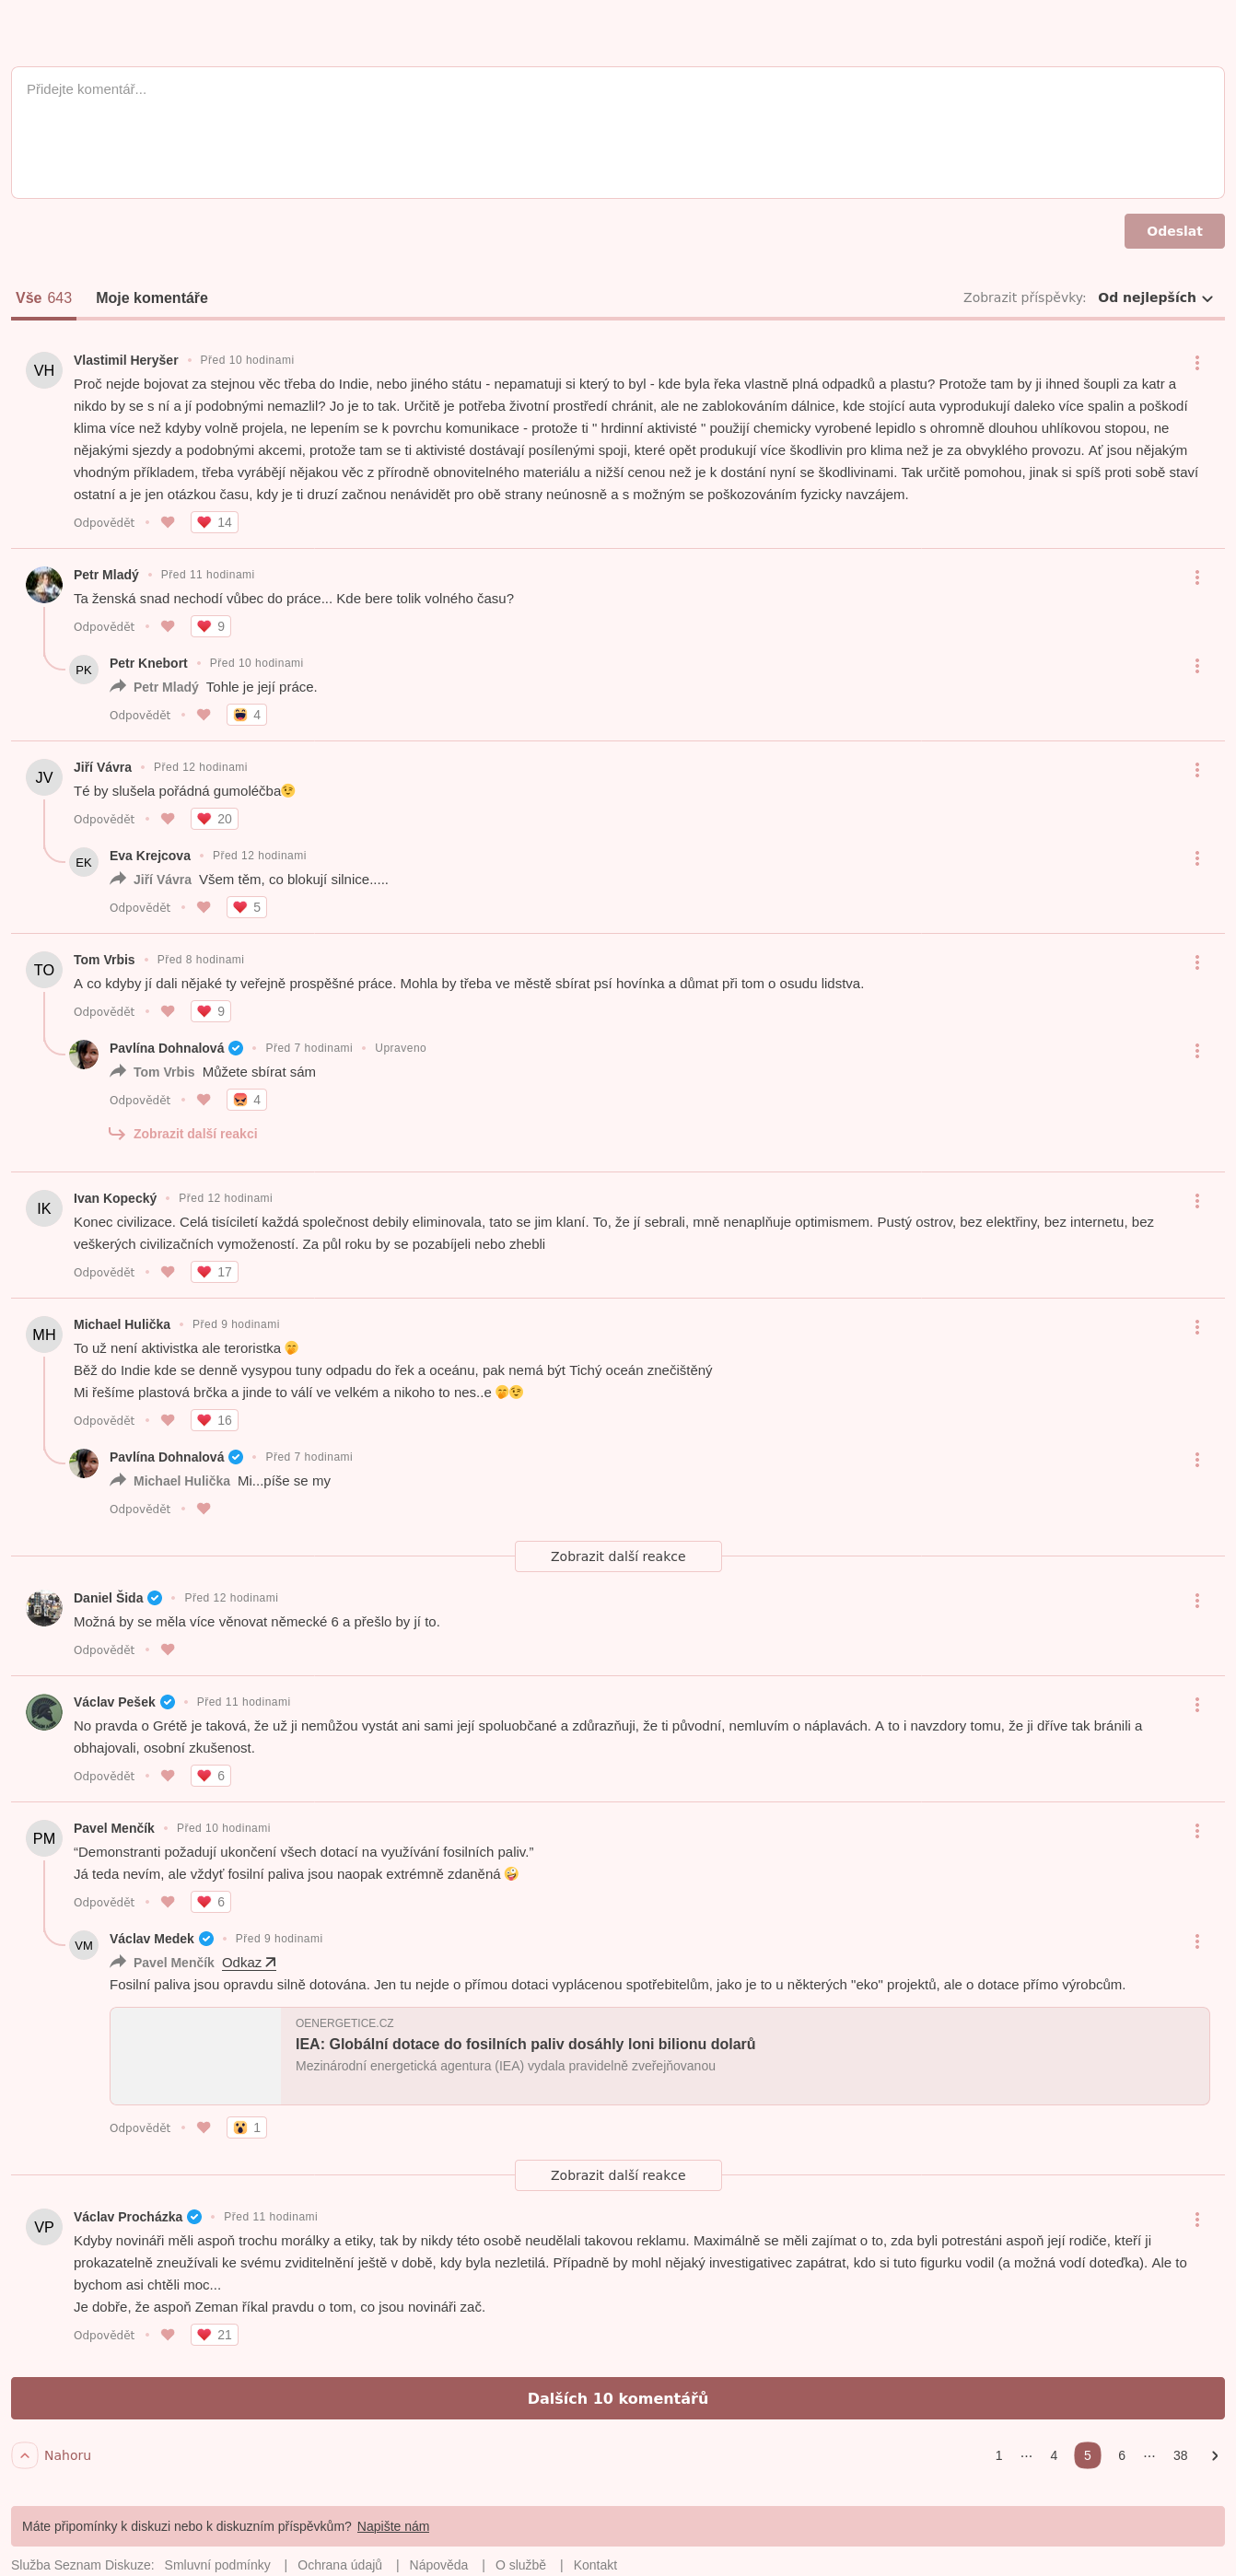 Přidejte komentář...
Odeslat
Vše 643 Moje komentáře Zobrazit příspěvky: Od nejlepších
VH Vlastimil Heryšer • Před 10 hodinami
Proč nejde bojovat za stejnou věc třeba do Indie, nebo jiného státu - nepamatuji si který to byl - kde byla řeka vlastně plná odpadků a plastu? Protože tam by ji ihned šoupli za katr a
nikdo by se s ní a jí podobnými nemazlil? Jo je to tak. Určitě je potřeba životní prostředí chránit, ale ne zablokováním dálnice, kde stojící auta vyprodukují daleko více spalin a poškodí
klima více než kdyby volně projela, ne lepením se k povrchu komunikace - protože ti " hrdinní aktivisté " použijí chemicky vyrobené lepidlo s ohromně dlouhou uhlíkovou stopou, ne
nějakými sjezdy a podobnými akcemi, protože tam se ti aktivisté dostávají posílenými spoji, které opět produkují více škodlivin pro klima než je za obvyklého provozu. Ať jsou nějakým
vhodným příkladem, třeba vyrábějí nějakou věc z přírodně obnovitelného materiálu a nižší cenou než je k dostání nyní se škodlivinami. Tak určitě pomohou, jinak si spíš proti sobě staví
ostatní a je jen otázkou času, kdy je ti druzí začnou nenávidět pro obě strany neúnosně a s možným se poškozováním fyzicky navzájem.
Odpovědět • 14
Petr Mladý • Před 11 hodinami
Ta ženská snad nechodí vůbec do práce... Kde bere tolik volného času?
Odpovědět • 9
PK Petr Knebort • Před 10 hodinami
Petr Mladý Tohle je její práce.
Odpovědět • 4
JV Jiří Vávra • Před 12 hodinami
Té by slušela pořádná gumoléčba😉
Odpovědět • 20
EK Eva Krejcova • Před 12 hodinami
Jiří Vávra Všem těm, co blokují silnice.....
Odpovědět • 5
TO Tom Vrbis • Před 8 hodinami
A co kdyby jí dali nějaké ty veřejně prospěšné práce. Mohla by třeba ve městě sbírat psí hovínka a důmat při tom o osudu lidstva.
Odpovědět • 9
Pavlína Dohnalová • Před 7 hodinami • Upraveno
Tom Vrbis Můžete sbírat sám
Odpovědět • 4
Zobrazit další reakci
IK Ivan Kopecký • Před 12 hodinami
Konec civilizace. Celá tisíciletí každá společnost debily eliminovala, tato se jim klaní. To, že jí sebrali, mně nenaplňuje optimismem. Pustý ostrov, bez elektřiny, bez internetu, bez
veškerých civilizačních vymožeností. Za půl roku by se pozabíjeli nebo zhebli
Odpovědět • 17
MH Michael Hulička • Před 9 hodinami
To už není aktivistka ale teroristka 🤭
Běž do Indie kde se denně vysypou tuny odpadu do řek a oceánu, pak nemá být Tichý oceán znečištěný
Mi řešíme plastová brčka a jinde to válí ve velkém a nikoho to nes..e 🤭😉
Odpovědět • 16
Pavlína Dohnalová • Před 7 hodinami
Michael Hulička Mi...píše se my
Odpovědět •
Zobrazit další reakce
Daniel Šida • Před 12 hodinami
Možná by se měla více věnovat německé 6 a přešlo by jí to.
Odpovědět •
Václav Pešek • Před 11 hodinami
No pravda o Grétě je taková, že už ji nemůžou vystát ani sami její spoluobčané a zdůrazňuji, že ti původní, nemluvím o náplavách. A to i navzdory tomu, že ji dříve tak bránili a
obhajovali, osobní zkušenost.
Odpovědět • 6
PM Pavel Menčík • Před 10 hodinami
“Demonstranti požadují ukončení všech dotací na využívání fosilních paliv.”
Já teda nevím, ale vždyť fosilní paliva jsou naopak extrémně zdaněná 🤪
Odpovědět • 6
VM Václav Medek • Před 9 hodinami
Pavel Menčík Odkaz
Fosilní paliva jsou opravdu silně dotována. Jen tu nejde o přímou dotaci vyplácenou spotřebitelům, jako je to u některých "eko" projektů, ale o dotace přímo výrobcům.
OENERGETICE.CZ
IEA: Globální dotace do fosilních paliv dosáhly loni bilionu dolarů
Mezinárodní energetická agentura (IEA) vydala pravidelně zveřejňovanou
Odpovědět • 1
Zobrazit další reakce
VP Václav Procházka • Před 11 hodinami
Kdyby novináři měli aspoň trochu morálky a etiky, tak by nikdy této osobě neudělali takovou reklamu. Maximálně se měli zajímat o to, zda byli potrestáni aspoň její rodiče, kteří ji
prokazatelně zneužívali ke svému zviditelnění ještě v době, kdy byla nezletilá. Případně by mohl nějaký investigativec zapátrat, kdo si tuto figurku vodil (a možná vodí doteďka). Ale to
bychom asi chtěli moc...
Je dobře, že aspoň Zeman říkal pravdu o tom, co jsou novináři zač.
Odpovědět • 21
Dalších 10 komentářů
Nahoru 1 ··· 4 5 6 ··· 38
Máte připomínky k diskuzi nebo k diskuzním příspěvkům? Napište nám
Služba Seznam Diskuze: Smluvní podmínky | Ochrana údajů | Nápověda | O službě | Kontakt